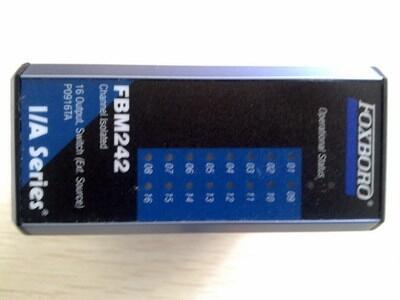 FOXBORO®
Operational Status
01 09
02 10
03 11
04 12
05 13
06 14
07 15
08 16
FBM242
Channel Isolated
16 Output, Switch (Ext. Source)
P0916TA
I/A Series®